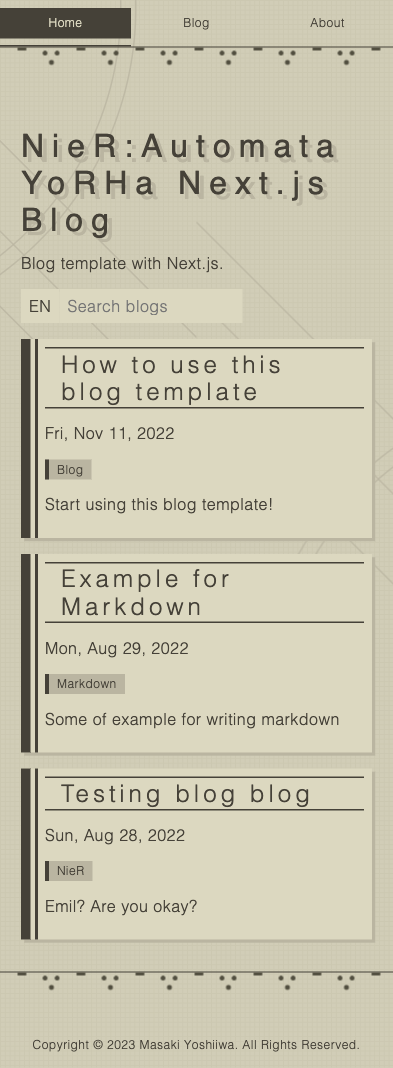 Home Blog About
NieR:Automata
YoRHa Next.js
Blog
Blog template with Next.js.
EN Search blogs
How to use this
blog template
Fri, Nov 11, 2022
Blog
Start using this blog template!
Example for
Markdown
Mon, Aug 29, 2022
Markdown
Some of example for writing markdown
Testing blog blog
Sun, Aug 28, 2022
NieR
Emil? Are you okay?
Copyright © 2023 Masaki Yoshiiwa. All Rights Reserved.